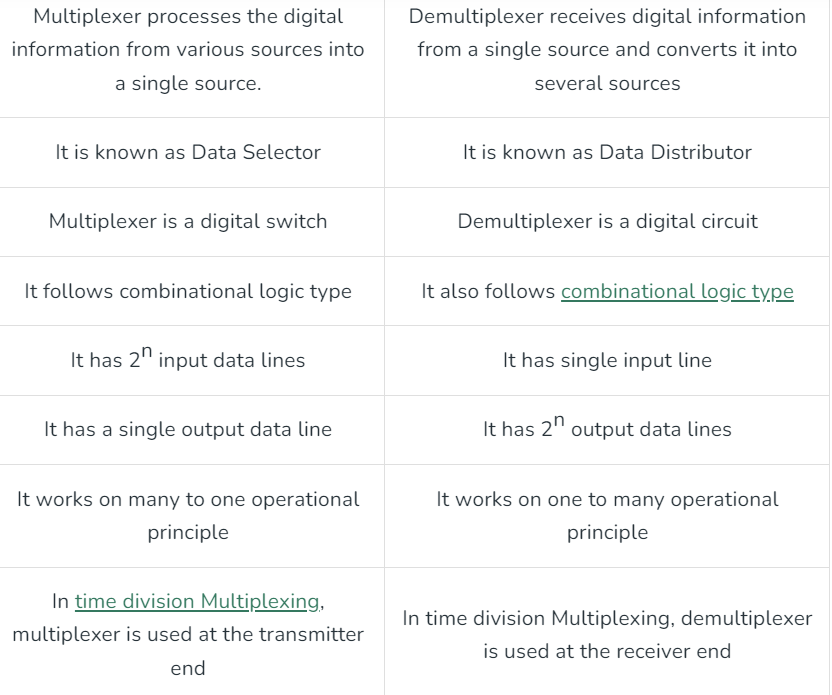 Multiplexer processes the digital
information from various sources into
a single source.
Demultiplexer receives digital information
from a single source and converts it into
several sources
It is known as Data Selector
It is known as Data Distributor
Multiplexer is a digital switch
Demultiplexer is a digital circuit
It follows combinational logic type
It also follows combinational logic type
It has 2ⁿ input data lines
It has single input line
It has a single output data line
It has 2ⁿ output data lines
It works on many to one operational
principle
It works on one to many operational
principle
In time division Multiplexing,
multiplexer is used at the transmitter
end
In time division Multiplexing, demultiplexer
is used at the receiver end